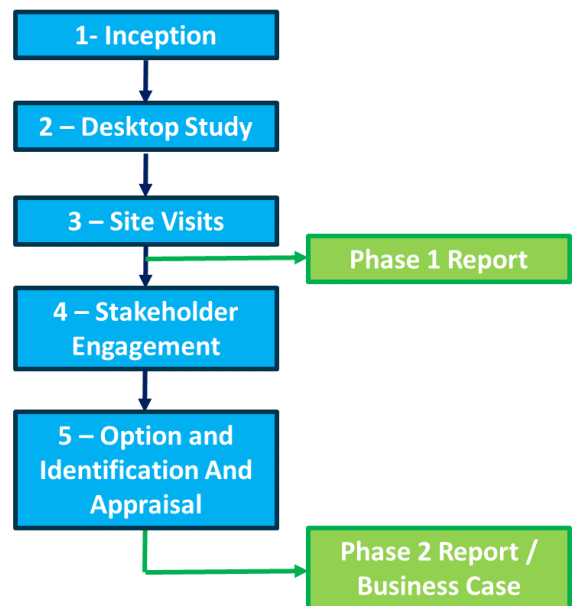 1- Inception
2 – Desktop Study
3 – Site Visits
Phase 1 Report
4 – Stakeholder
Engagement
5 – Option and
Identification And
Appraisal
Phase 2 Report /
Business Case